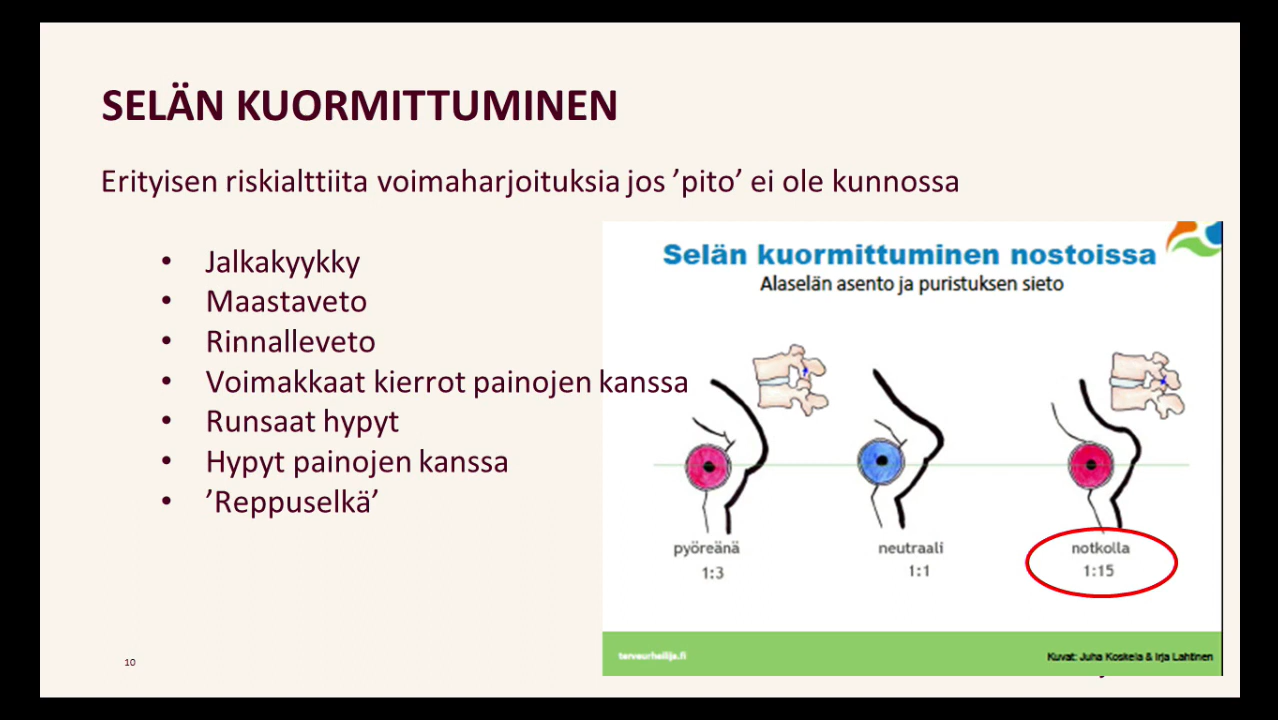 SELÄN KUORMITTUMINEN
Erityisen riskialttiita voimaharjoituksia jos ’pito’ ei ole kunnossa
• Jalkakyykky
• Maastaveto
• Rinnalleveto
• Voimakkaat kierrot painojen kanssa
• Runsaat hypyt
• Hypyt painojen kanssa
• ’Reppuselkä’
Selän kuormittuminen nostoissa
Alaselän asento ja puristuksen sieto
pyöreänä
1:3
neutraali
1:1
notkolla
1:15
terveurheilija.fi
Kuvat: Juha Koskela & Irja Lahtinen
10